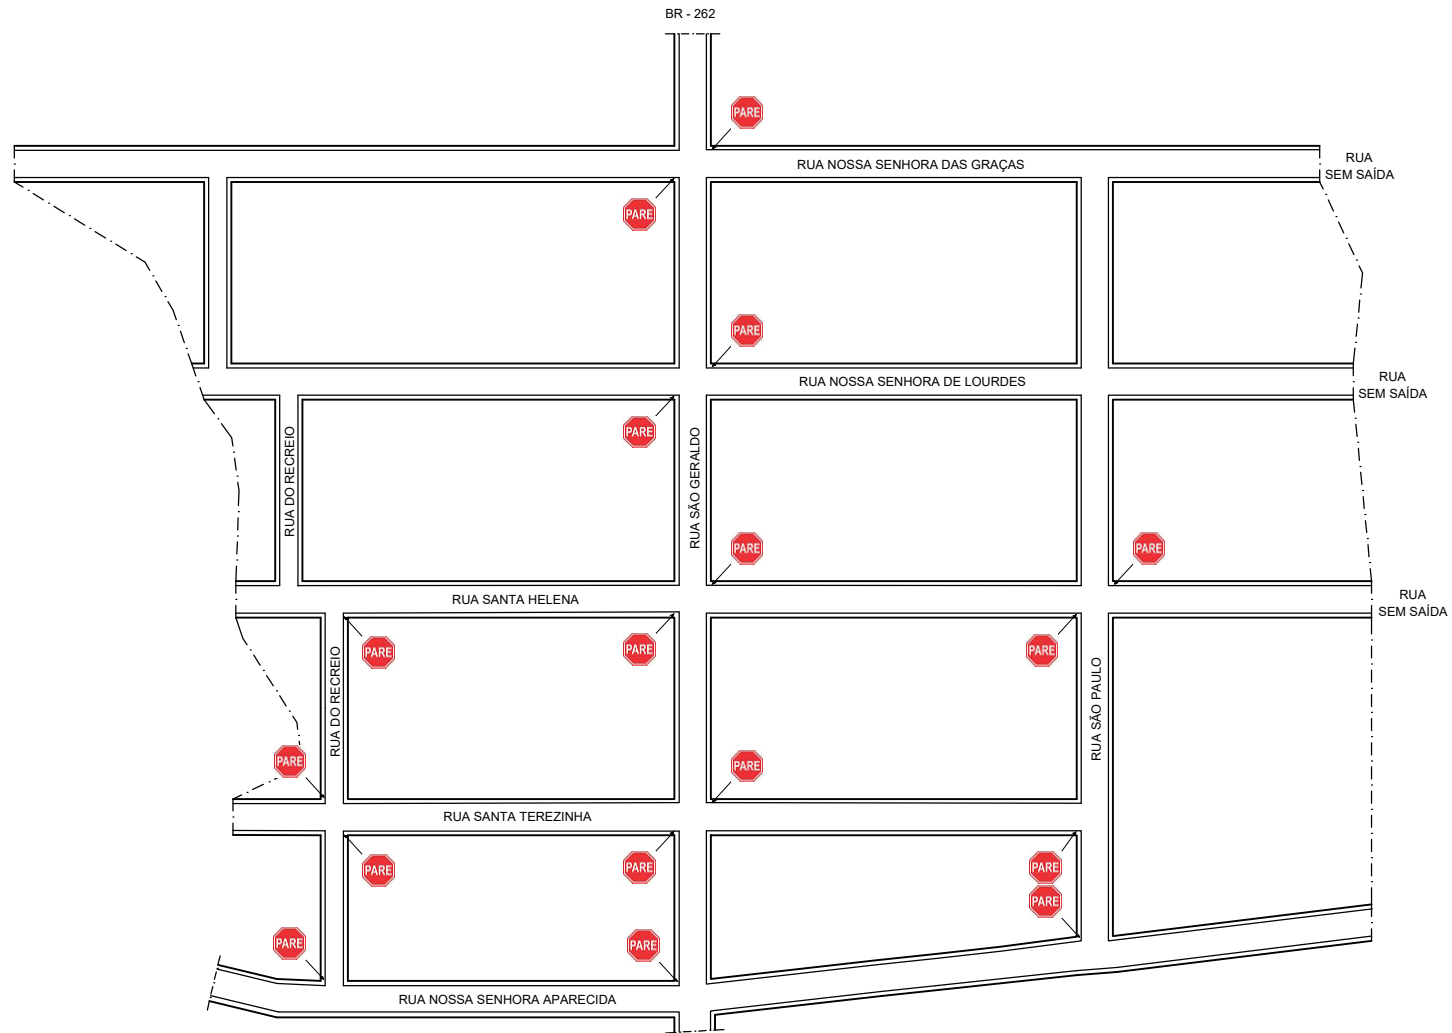 BR - 262
PARE
RUA NOSSA SENHORA DAS GRAÇAS
RUA
SEM SAÍDA
PARE
PARE
RUA NOSSA SENHORA DE LOURDES
RUA
SEM SAÍDA
PARE
RUA DO RECREIO
RUA SÃO GERALDO
PARE
PARE
RUA SANTA HELENA
RUA
SEM SAÍDA
PARE
PARE
PARE
RUA DO RECREIO
RUA SÃO PAULO
PARE
PARE
RUA SANTA TEREZINHA
PARE
PARE
PARE
PARE
PARE
PARE
RUA NOSSA SENHORA APARECIDA